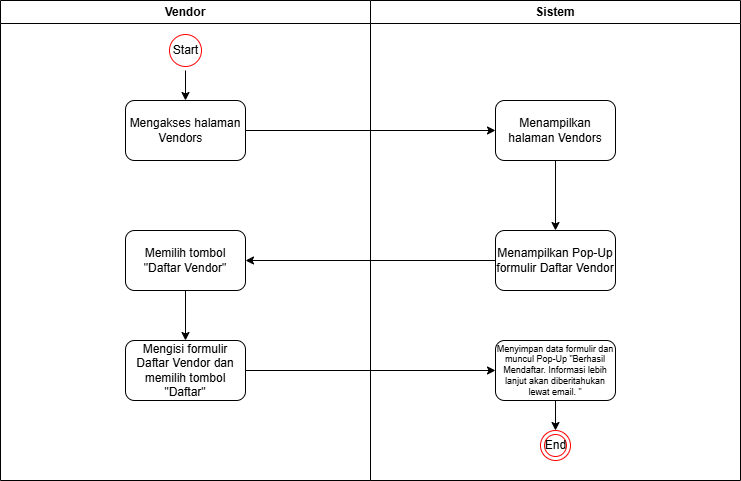 Vendor
Sistem
Start
Mengakses halaman
Vendors
Menampilkan
halaman Vendors
Memilih tombol
"Daftar Vendor"
Menampilkan Pop-Up
formulir Daftar Vendor
Mengisi formulir
Daftar Vendor dan
memilih tombol
"Daftar"
Menyimpan data formulir dan
muncul Pop-Up "Berhasil
Mendaftar. Informasi lebih
lanjut akan diberitahukan
lewat email. "
End